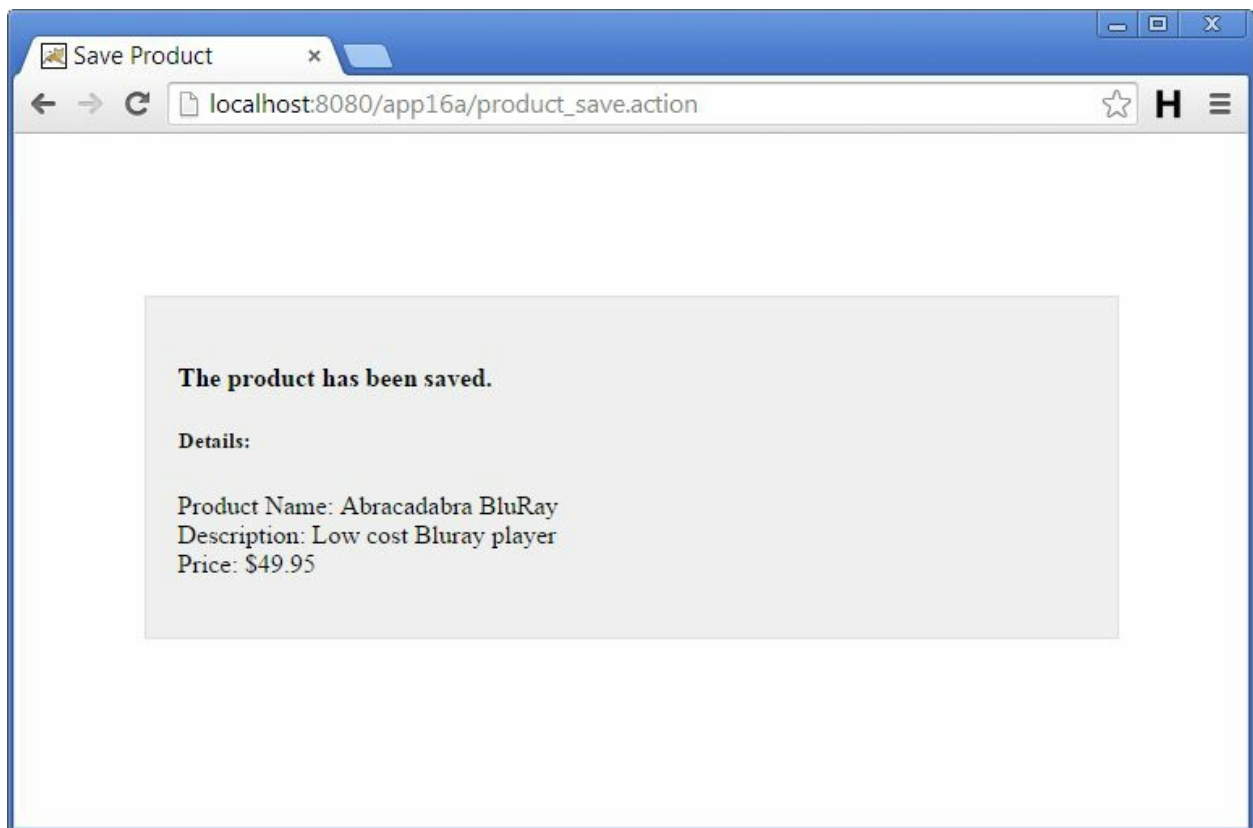 Save Product
localhost:8080/app16a/product_save.action
H
The product has been saved.
Details:
Product Name: Abracadabra BluRay
Description: Low cost Bluray player
Price: $49.95